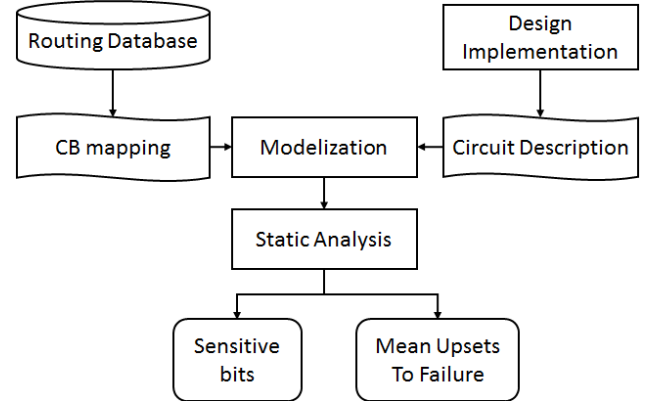 Routing Database
Design
Implementation
CB mapping
Modelization
Circuit Description
Static Analysis
Sensitive
bits
Mean Upsets
To Failure